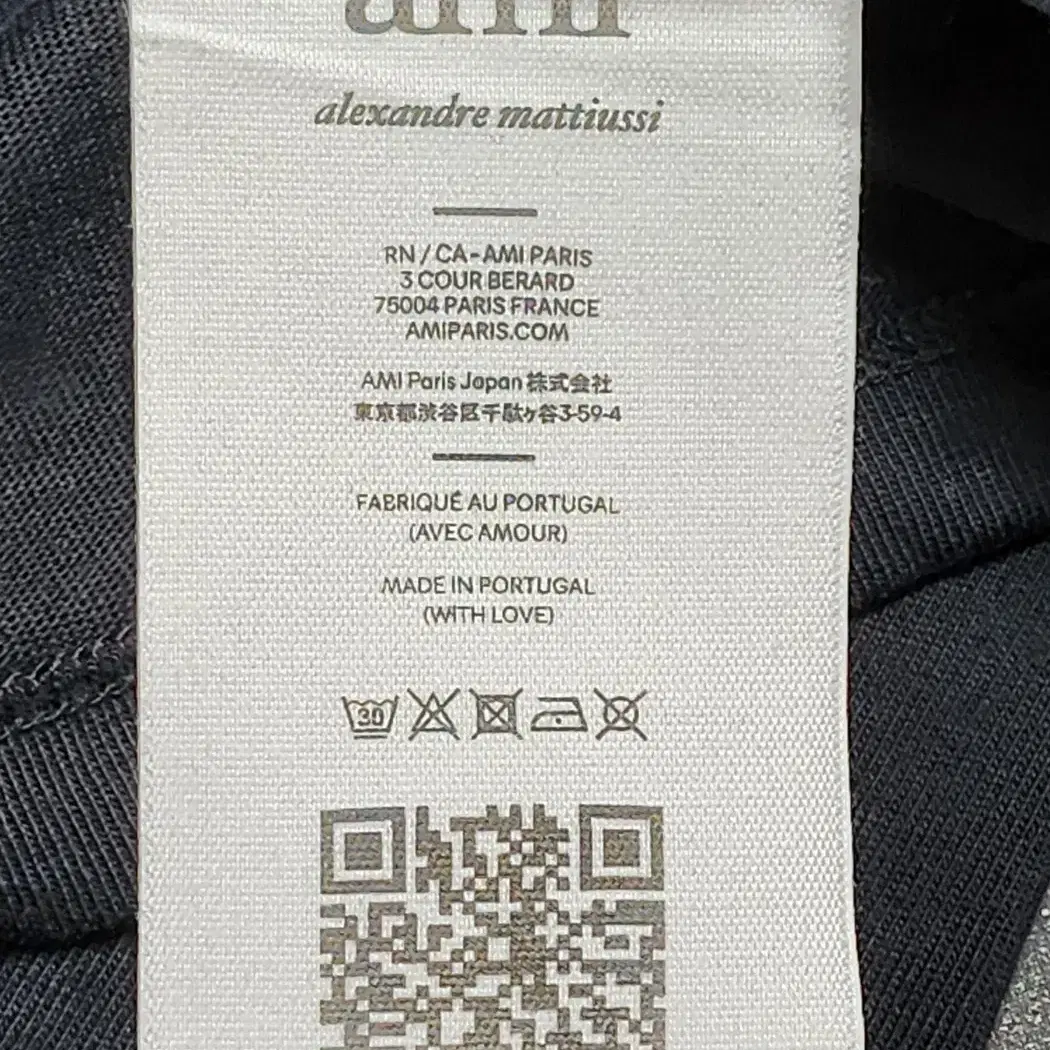 ami
alexandre mattiussi
RN / CA - AMI PARIS
3 COUR BERARD
75004 PARIS FRANCE
AMIPARIS.COM
AMI Paris Japan 株式会社
東京都渋谷区千駄ヶ谷3-59-4
FABRIQUÉ AU PORTUGAL
(AVEC AMOUR)
MADE IN PORTUGAL
(WITH LOVE)
30